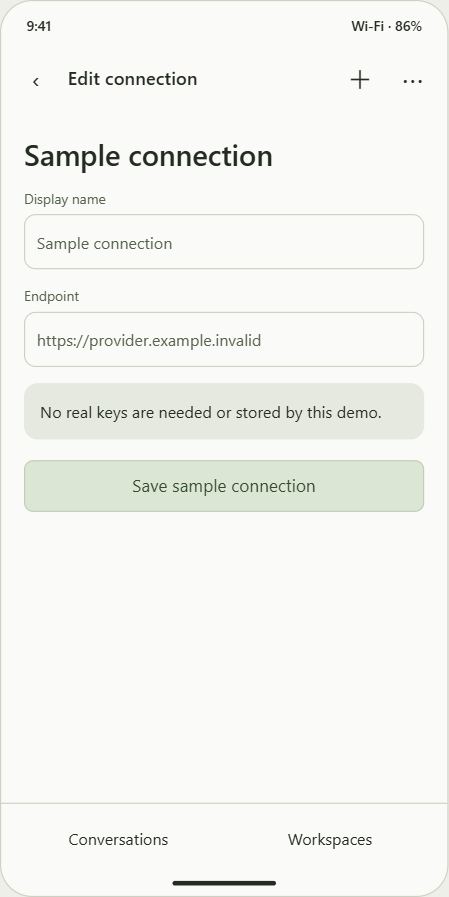 9:41
Wi-Fi · 86%
‹ Edit connection + ...
Sample connection
Display name
Sample connection
Endpoint
https://provider.example.invalid
No real keys are needed or stored by this demo.
Save sample connection
Conversations
Workspaces